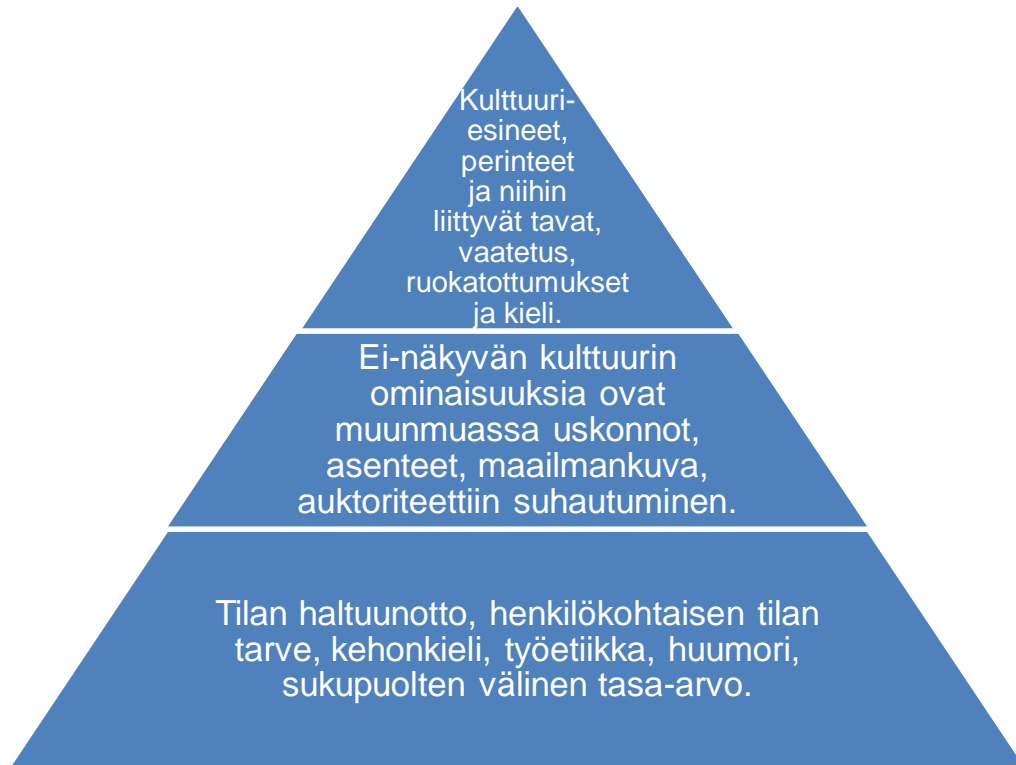 Kulttuuri-
esineet,
perinteet
ja niihin
liittyvät tavat,
vaatetus,
ruokatottumukset
ja kieli.
Ei-näkyvän kulttuurin
ominaisuuksia ovat
muunmuassa uskonnot,
asenteet, maailmankuva,
auktoriteettiin suhautuminen.
Tilan haltuunotto, henkilökohtaisen tilan
tarve, kehonkieli, työetiikka, huumori,
sukupuolten välinen tasa-arvo.